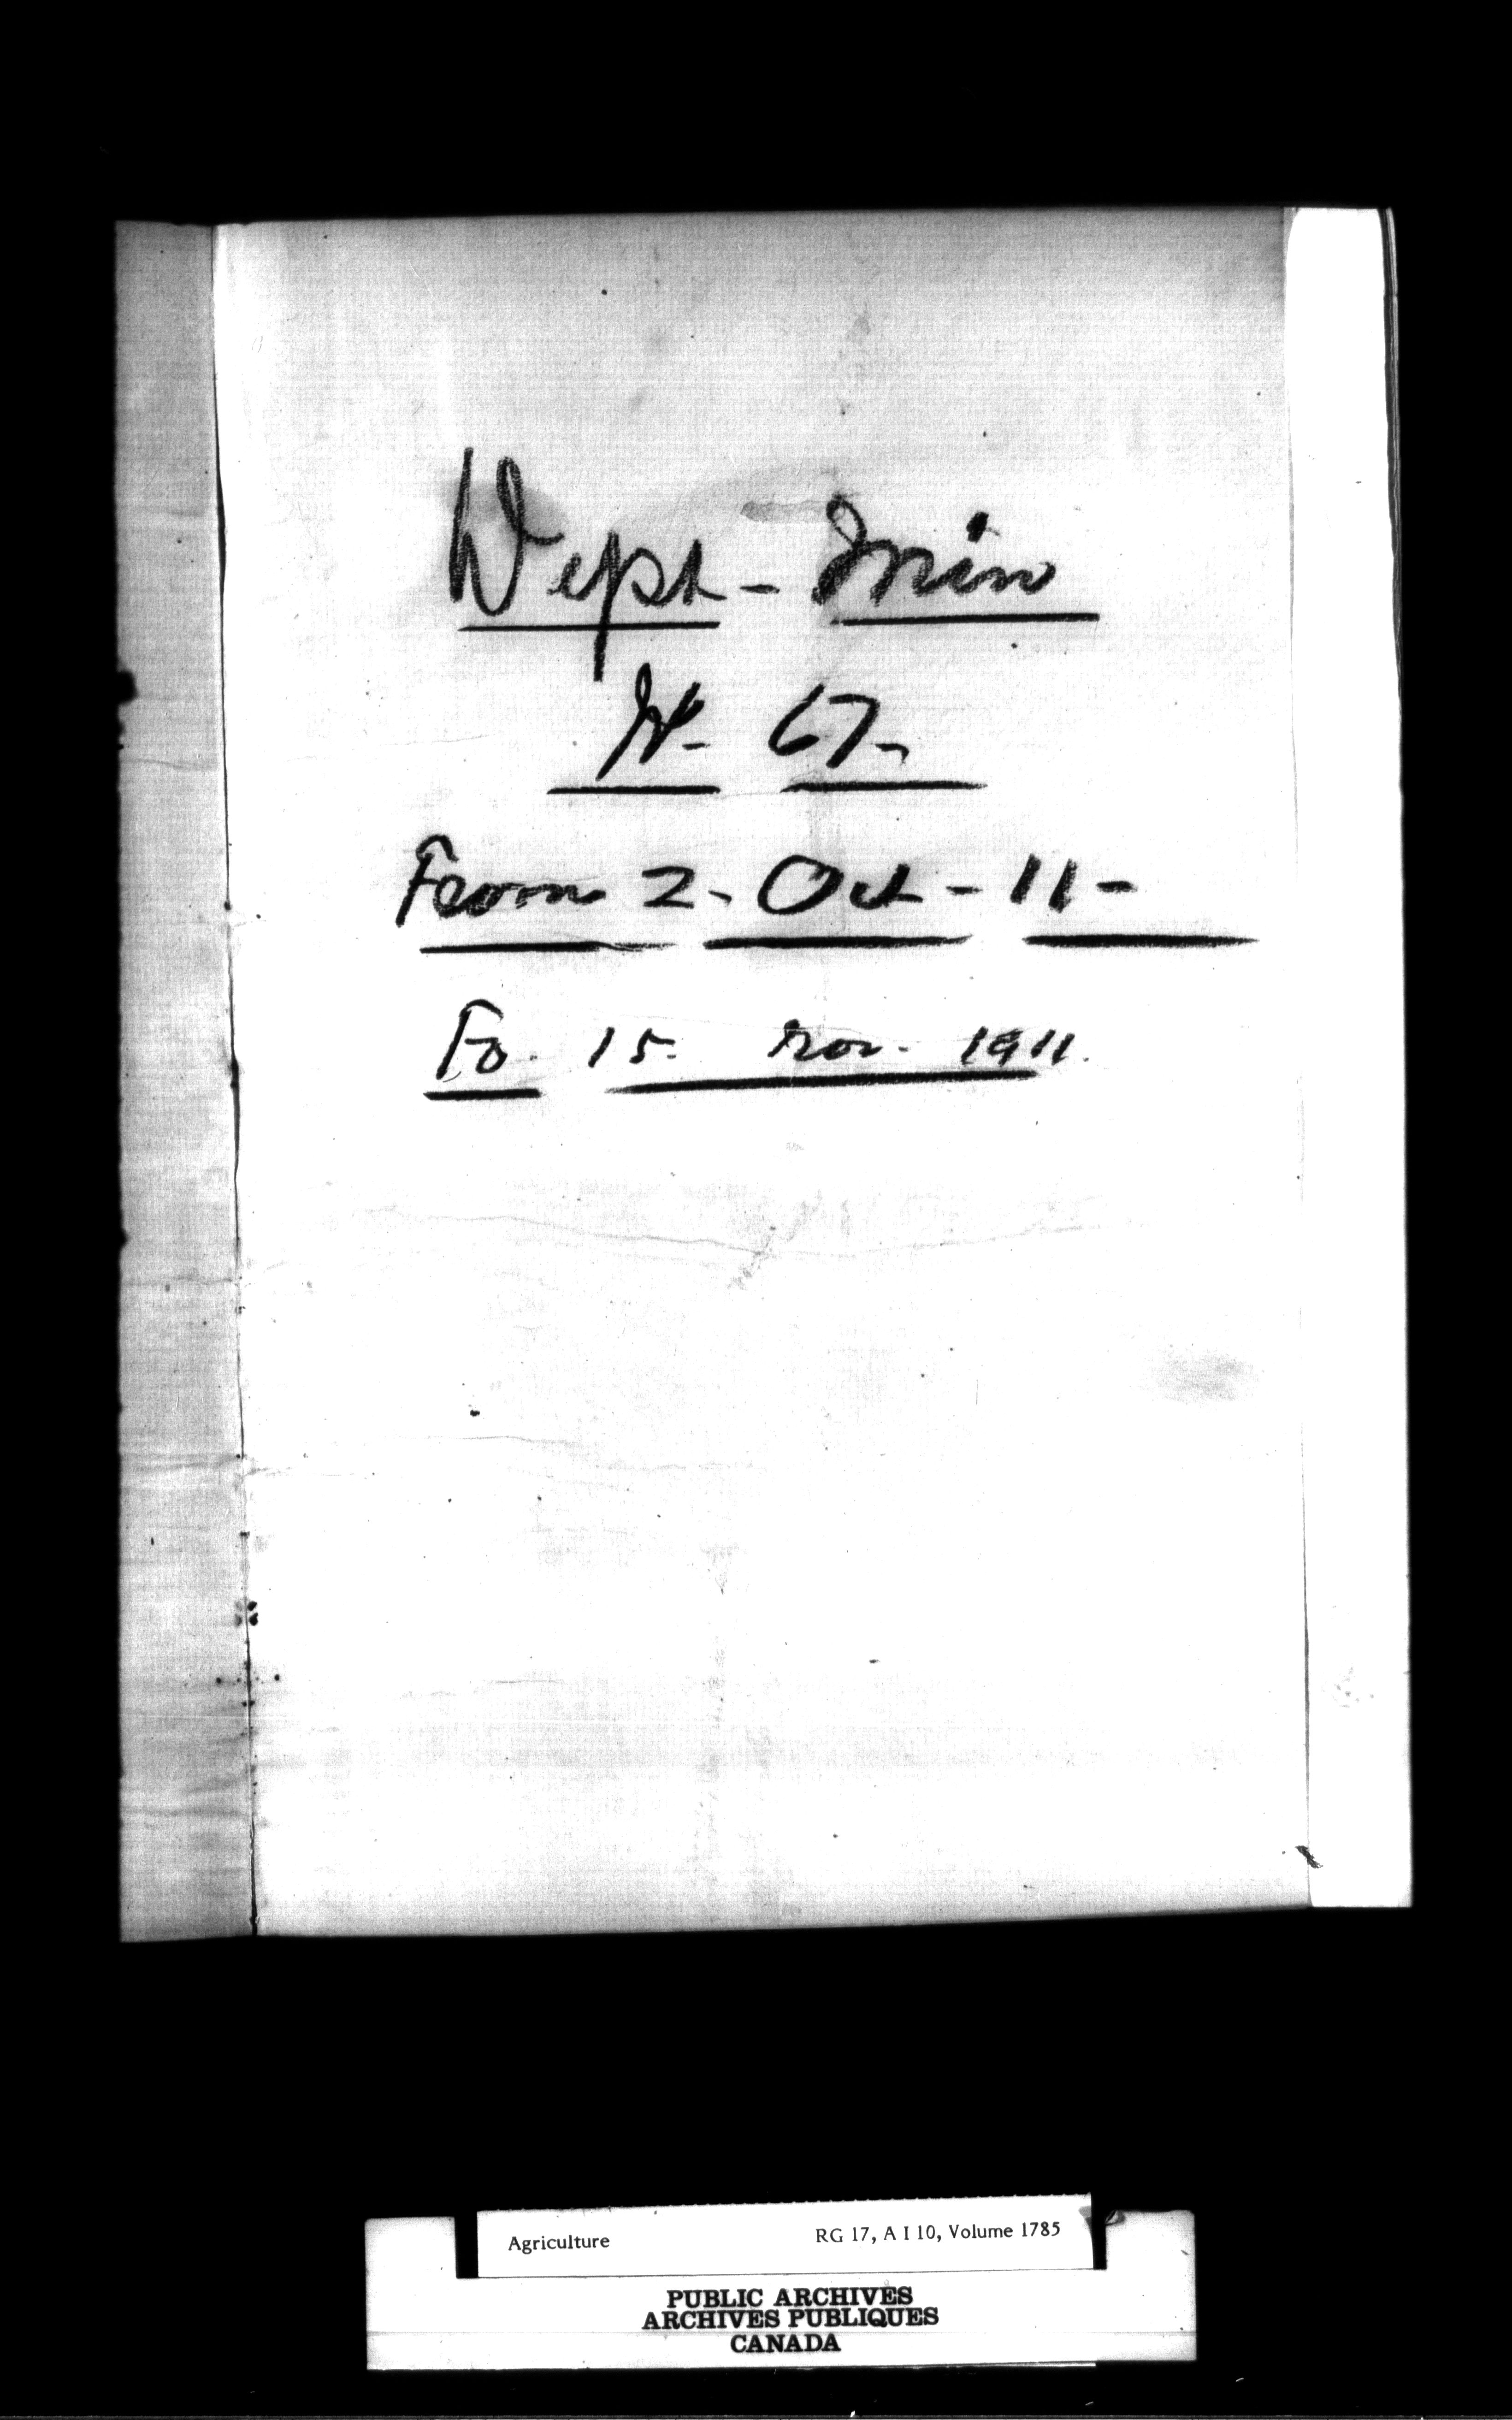 Dept - Min
No - 67 -
From 2 - Oct - 11 -
To. 15. Nov. 1911.
Agriculture RG 17, A I 10, Volume 1785
PUBLIC ARCHIVES
ARCHIVES PUBLIQUES
CANADA